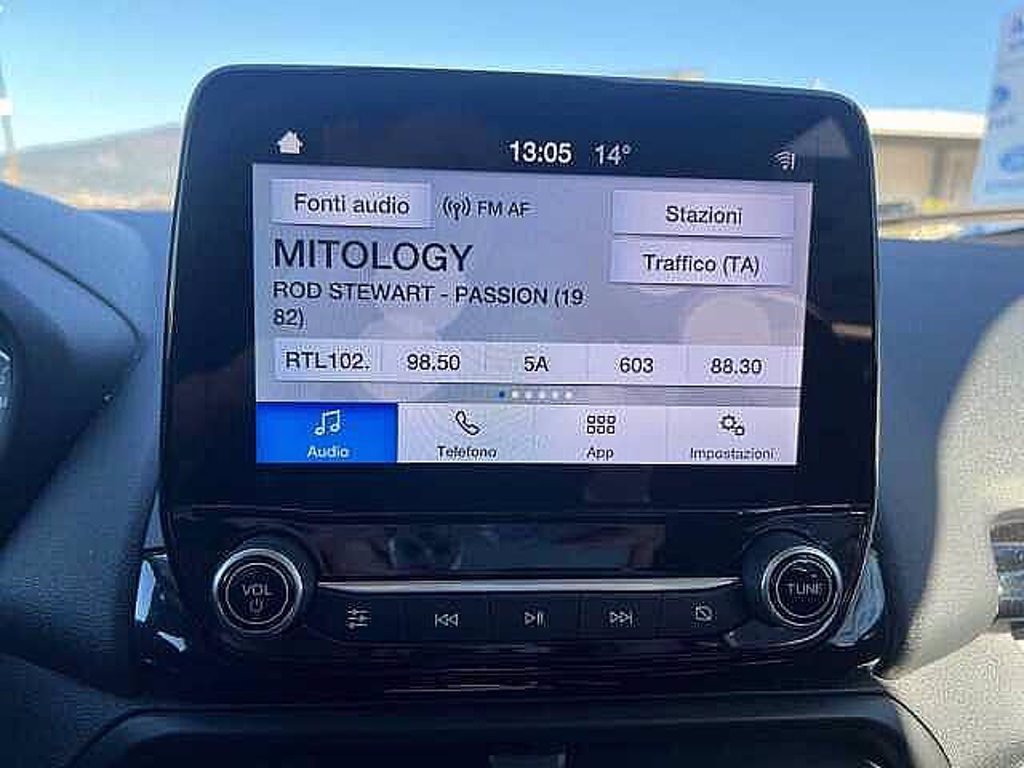 13:05 14°
Fonti audio FM AF Stazioni
MITOLOGY Traffico (TA)
ROD STEWART - PASSION (19
82)
RTL102. 98.50 5A 603 88.30
Audio Telefono App Impostazioni
VOL TUNE